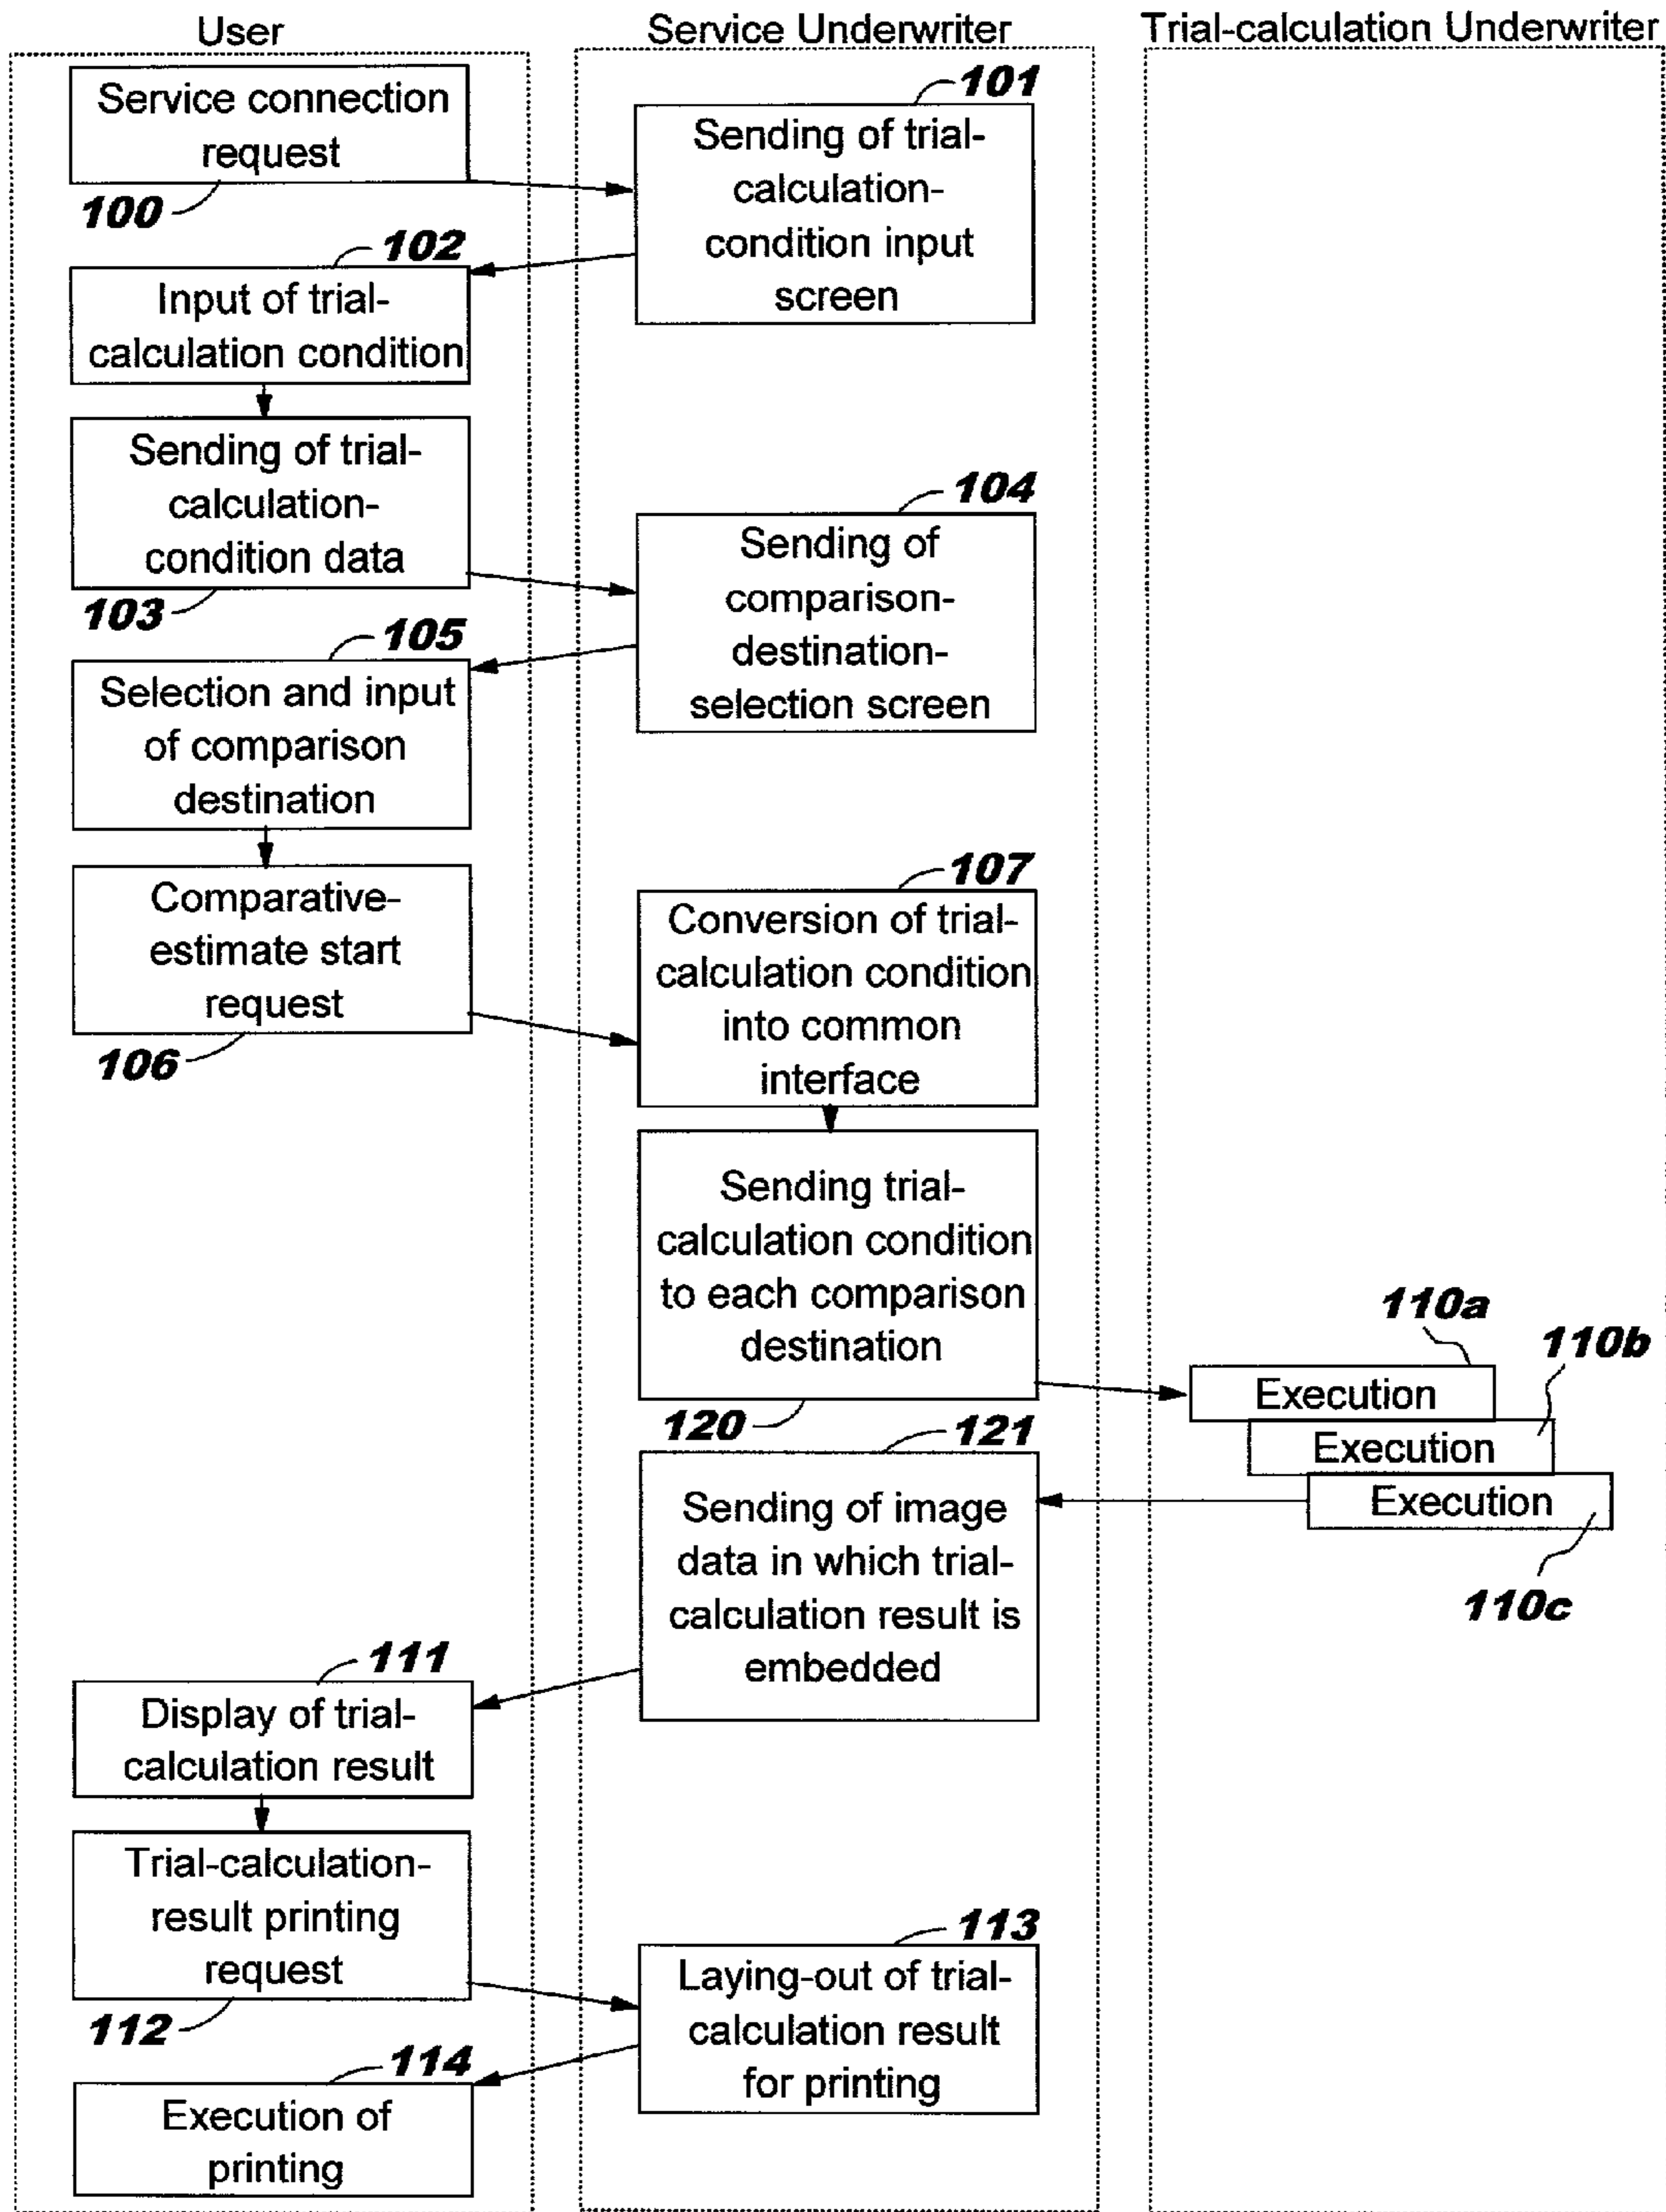 User
Service Underwriter
Trial-calculation Underwriter
Service connection
request
100
101
Sending of trial-
calculation-
condition input
screen
102
Input of trial-
calculation condition
Sending of trial-
calculation-
condition data
103
104
Sending of
comparison-
destination-
selection screen
105
Selection and input
of comparison
destination
Comparative-
estimate start
request
106
107
Conversion of trial-
calculation condition
into common
interface
Sending trial-
calculation condition
to each comparison
destination
120
110a
Execution
110b
Execution
Execution
110c
121
Sending of image
data in which trial-
calculation result is
embedded
111
Display of trial-
calculation result
Trial-calculation-
result printing
request
112
113
Laying-out of trial-
calculation result
for printing
114
Execution of
printing